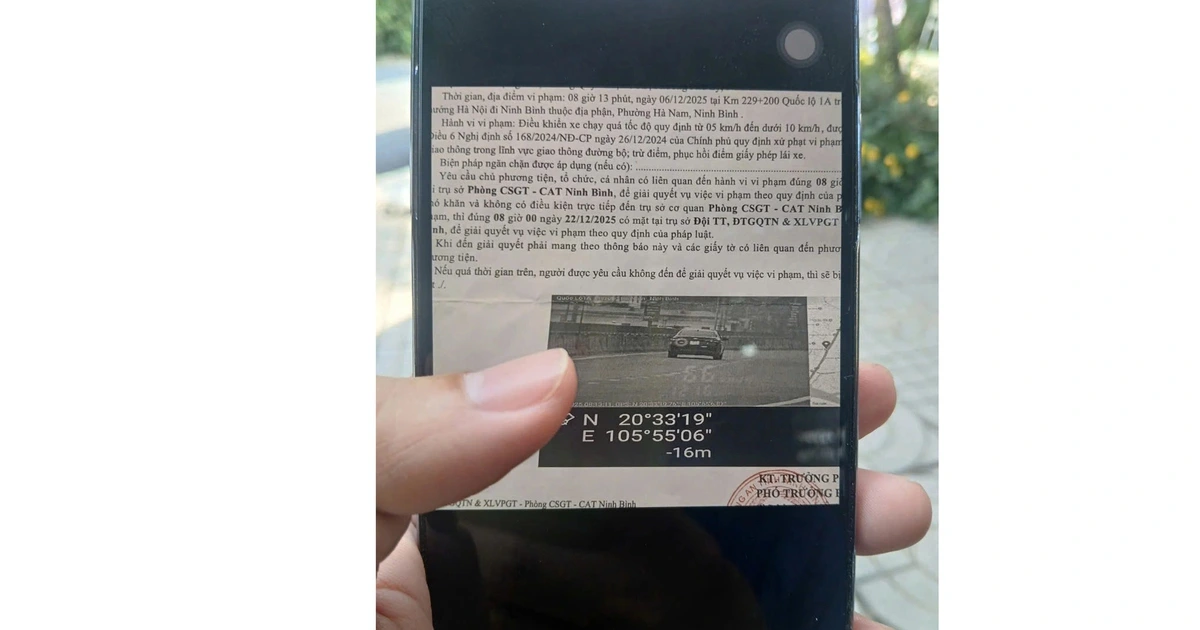 Thời gian, địa điểm vi phạm: 08 giờ 13 phút, ngày 06/12/2025 tại Km 229+200 Quốc lộ 1A tr
ướng Hà Nội đi Ninh Bình thuộc địa phận, Phường Hà Nam, Ninh Bình .
Hành vi vi phạm: Điều khiển xe chạy quá tốc độ quy định từ 05 km/h đến dưới 10 km/h, đượ
Điều 6 Nghị định số 168/2024/NĐ-CP ngày 26/12/2024 của Chính phủ quy định xử phạt vi phạm
iao thông trong lĩnh vực giao thông đường bộ; trừ điểm, phục hồi điểm giấy phép lái xe.
Biện pháp ngăn chặn được áp dụng (nếu có):
Yêu cầu chủ phương tiện, tổ chức, cá nhân có liên quan đến hành vi vi phạm đúng 08 giờ
i trụ sở Phòng CSGT - CAT Ninh Bình, để giải quyết vụ việc vi phạm theo quy định của p
ó khăn và không có điều kiện trực tiếp đến trụ sở cơ quan Phòng CSGT - CAT Ninh B
ạm, thì đúng 08 giờ 00 ngày 22/12/2025 có mặt tại trụ sở Đội TT, ĐTGQTN & XLVPGT
nh, để giải quyết vụ việc vi phạm theo quy định của pháp luật.
Khi đến giải quyết phải mang theo thông báo này và các giấy tờ có liên quan đến phươ
ương tiện.
Nếu quá thời gian trên, người được yêu cầu không đến để giải quyết vụ việc vi phạm, thì sẽ bị
t ./.
66
N 20°33'19"
E 105°55'06"
-16m
KT. TRƯỞNG P
PHÓ TRƯỞNG
QTN & XLVPGT - Phòng CSGT - CAT Ninh Bình